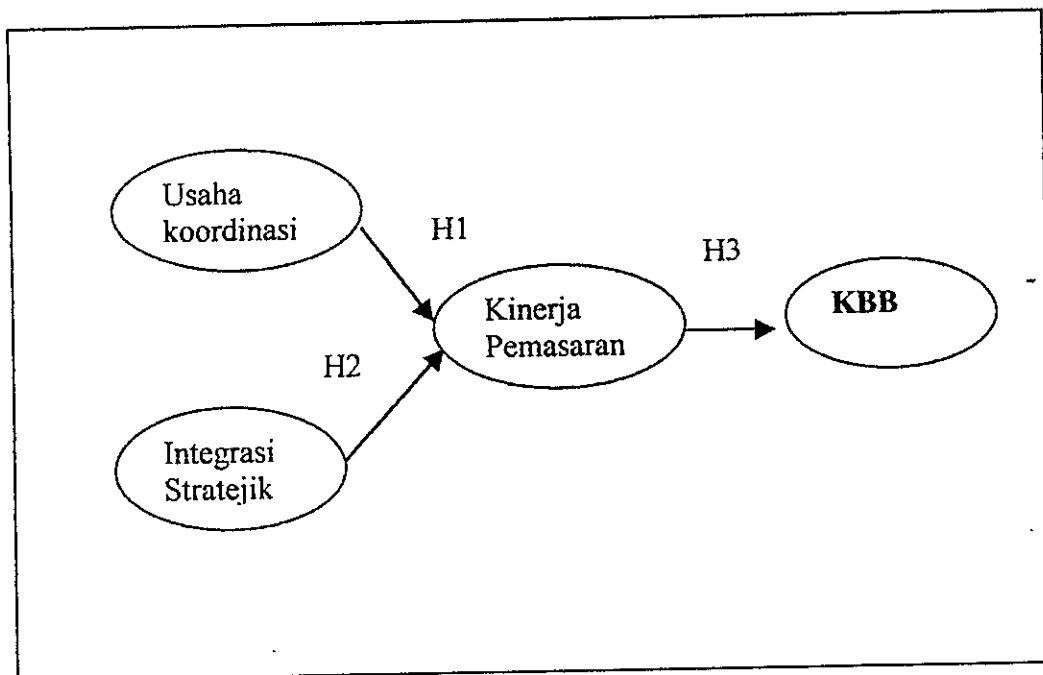 Usaha
koordinasi
H1
H3
Kinerja
Pemasaran
KBB
H2
Integrasi
Stratejik